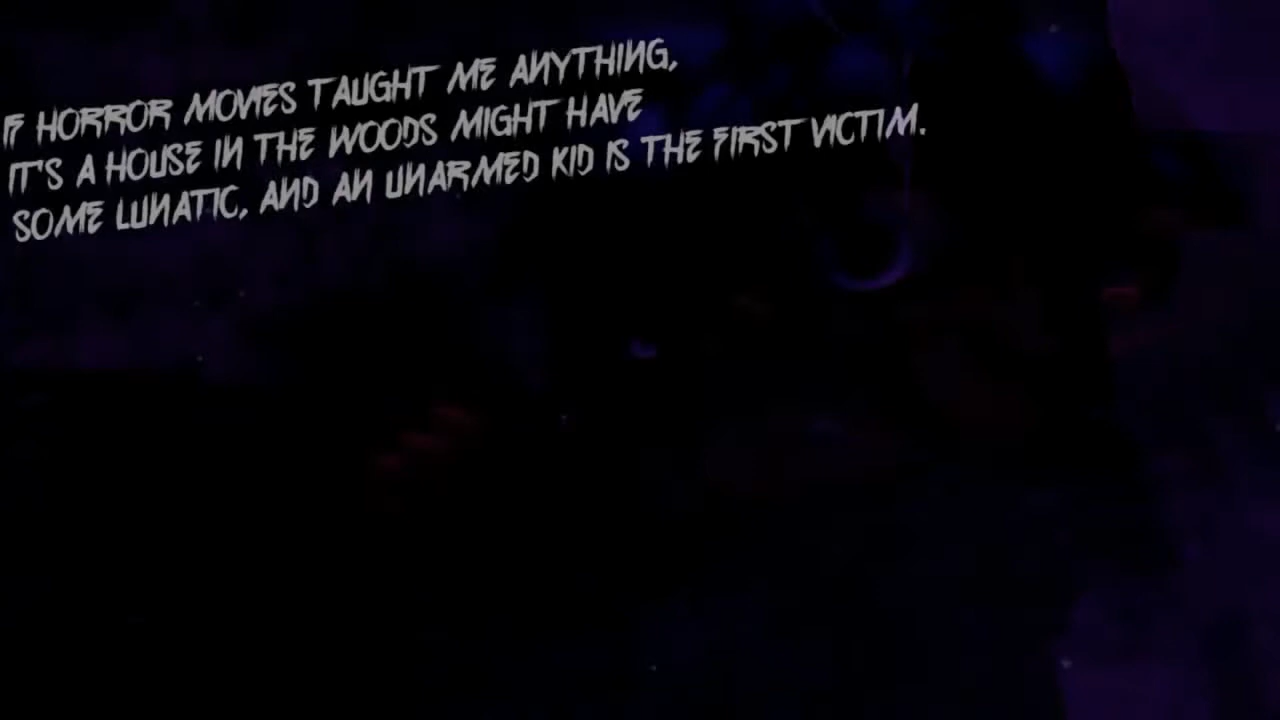 IF HORROR MOVIES TAUGHT ME ANYTHING,
IT'S A HOUSE IN THE WOODS MIGHT HAVE
SOME LUNATIC, AND AN UNARMED KID IS THE FIRST VICTIM.